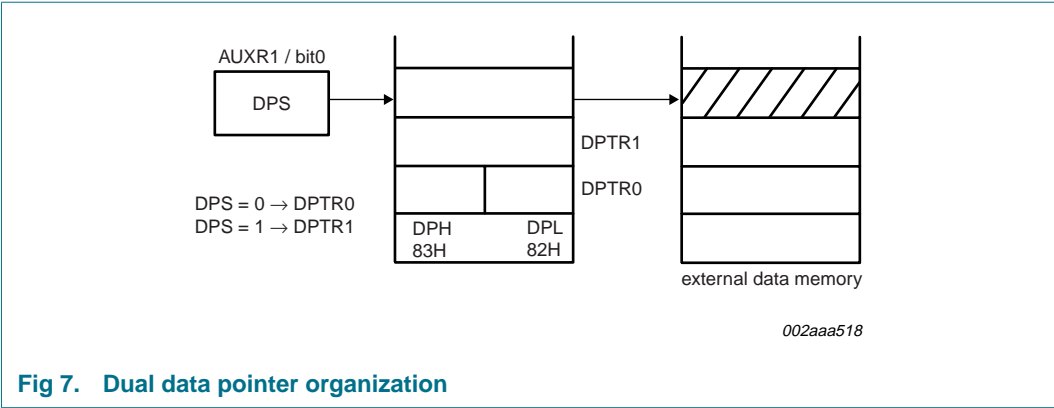 AUXR1 / bit0
DPS
DPS = 0 → DPTR0
DPS = 1 → DPTR1
DPTR1
DPTR0
DPH
83H
DPL
82H
external data memory
002aaa518
Fig 7. Dual data pointer organization